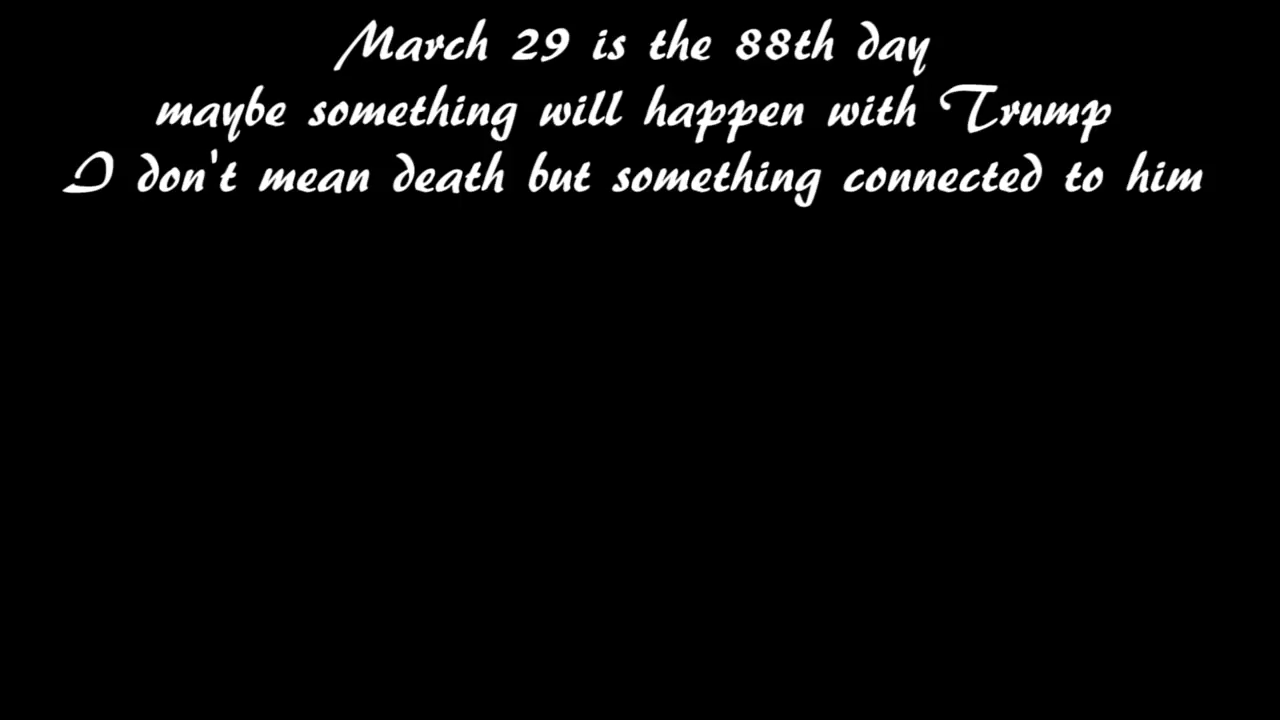 March 29 is the 88th day
maybe something will happen with Trump
I don't mean death but something connected to him